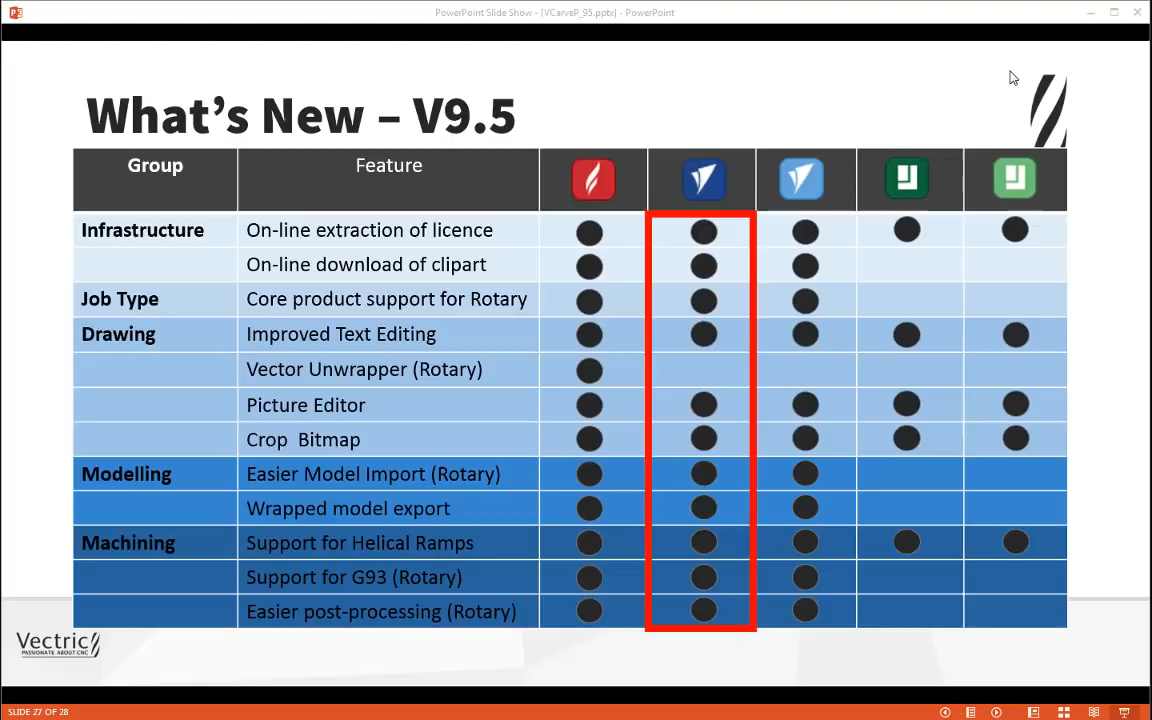 PowerPoint Slide Show - [VCarveP_95.pptx] - PowerPoint
What's New – V9.5
Group Feature
Infrastructure On-line extraction of licence
On-line download of clipart
Job Type Core product support for Rotary
Drawing Improved Text Editing
Vector Unwrapper (Rotary)
Picture Editor
Crop Bitmap
Modelling Easier Model Import (Rotary)
Wrapped model export
Machining Support for Helical Ramps
Support for G93 (Rotary)
Easier post-processing (Rotary)
Vectric
PASSIONATE ABOUT CNC
SLIDE 27 OF 28